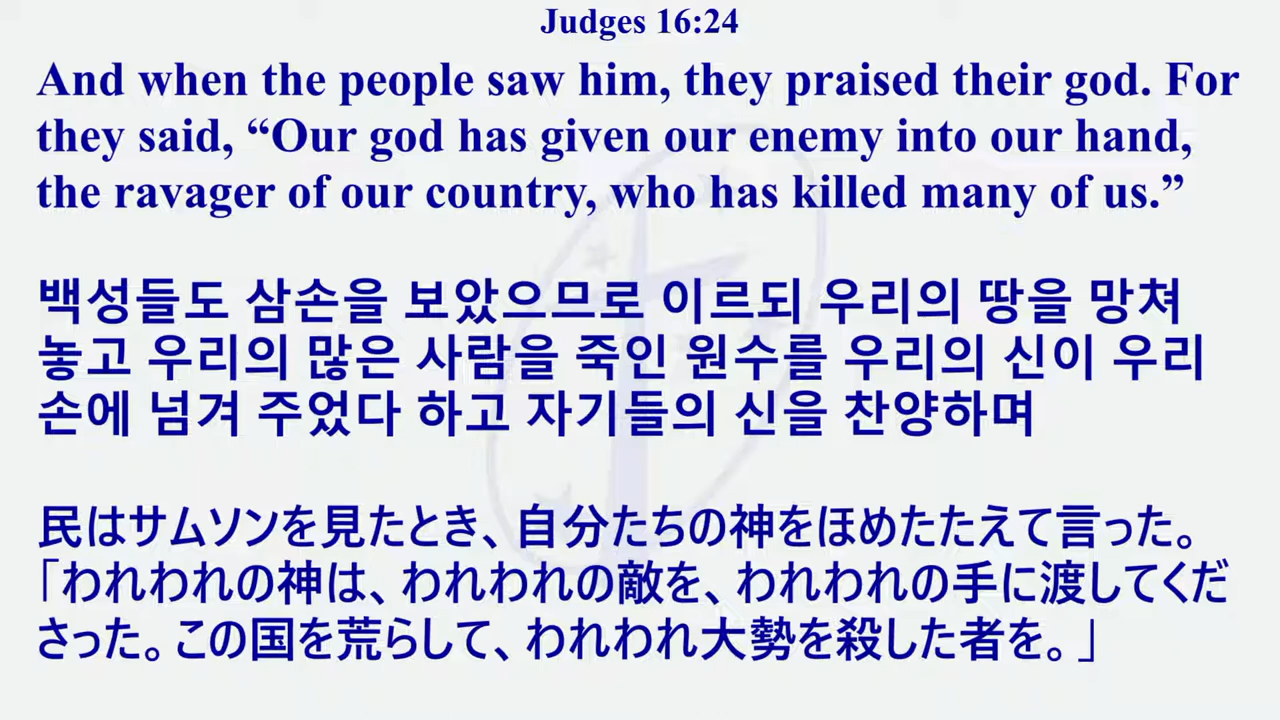 Judges 16:24
And when the people saw him, they praised their god. For
they said, “Our god has given our enemy into our hand,
the ravager of our country, who has killed many of us.”
백성들도 삼손을 보았으므로 이르되 우리의 땅을 망쳐
놓고 우리의 많은 사람을 죽인 원수를 우리의 신이 우리
손에 넘겨 주었다 하고 자기들의 신을 찬양하며
民はサムソンを見たとき、自分たちの神をほめたたえて言った。
「われわれの神は、われわれの敵を、われわれの手に渡してくだ
さった。この国を荒らして、われわれ大勢を殺した者を。」